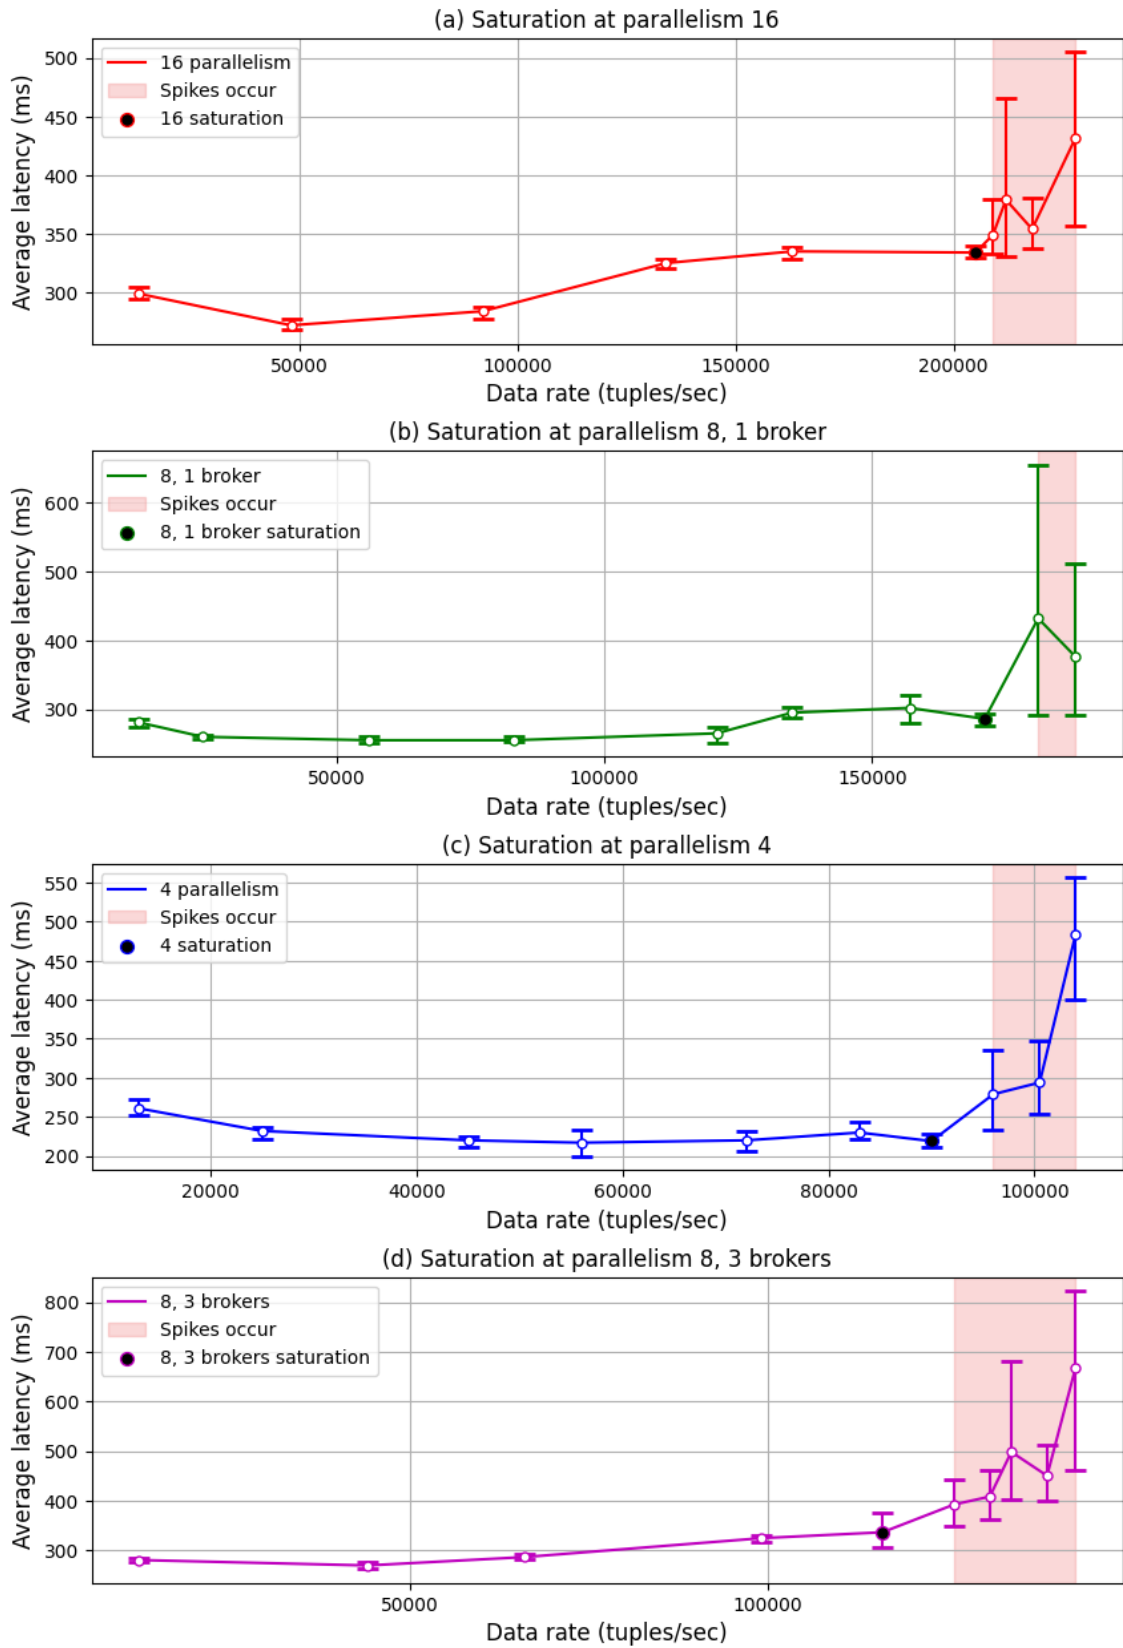 (a) Saturation at parallelism 16
Average latency (ms)
500
450
400
350
300
16 parallelism
Spikes occur
16 saturation
50000 100000 150000 200000
Data rate (tuples/sec)
(b) Saturation at parallelism 8, 1 broker
Average latency (ms)
600
500
400
300
8, 1 broker
Spikes occur
8, 1 broker saturation
50000 100000 150000
Data rate (tuples/sec)
(c) Saturation at parallelism 4
Average latency (ms)
550
500
450
400
350
300
250
200
4 parallelism
Spikes occur
4 saturation
20000 40000 60000 80000 100000
Data rate (tuples/sec)
(d) Saturation at parallelism 8, 3 brokers
Average latency (ms)
800
700
600
500
400
300
8, 3 brokers
Spikes occur
8, 3 brokers saturation
50000 100000
Data rate (tuples/sec)